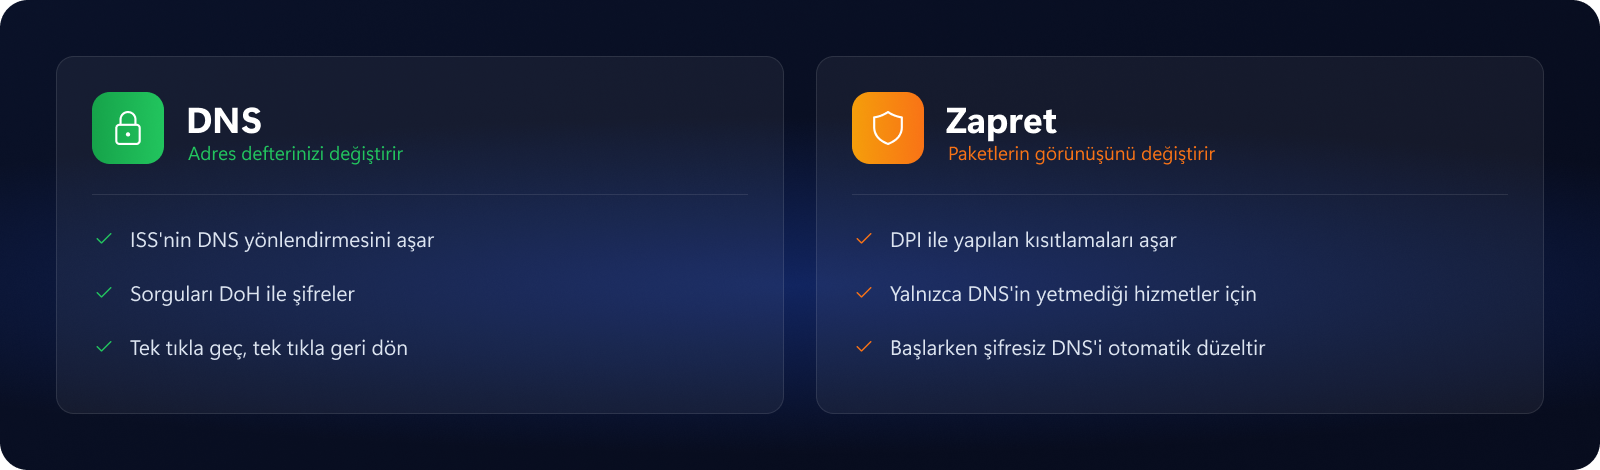 DNS
Adres defterinizi değiştirir
ISS'nin DNS yönlendirmesini aşar
Sorguları DoH ile şifreler
Tek tıkla geç, tek tıkla geri dön
Zapret
Paketlerin görünüşünü değiştirir
DPI ile yapılan kısıtlamaları aşar
Yalnızca DNS'in yetmediği hizmetler için
Başlarken şifresiz DNS'i otomatik düzeltir